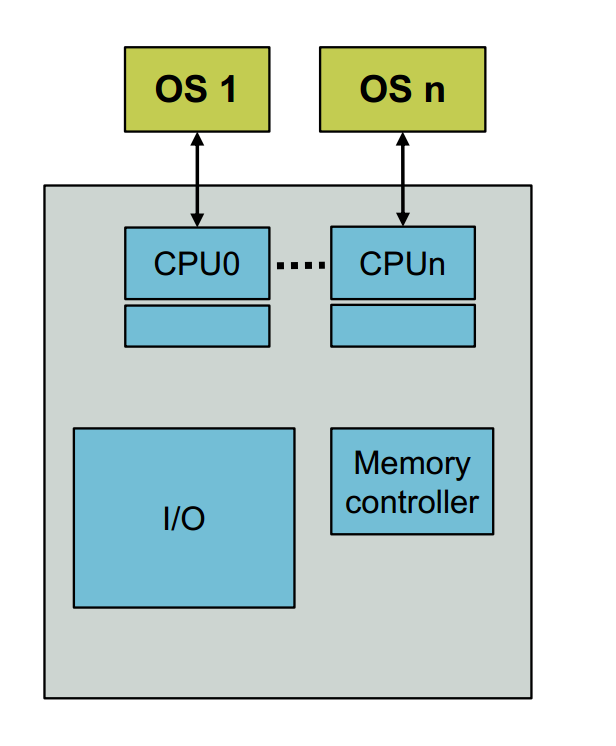 OS 1
OS n
CPU0
CPUn
I/O
Memory
controller